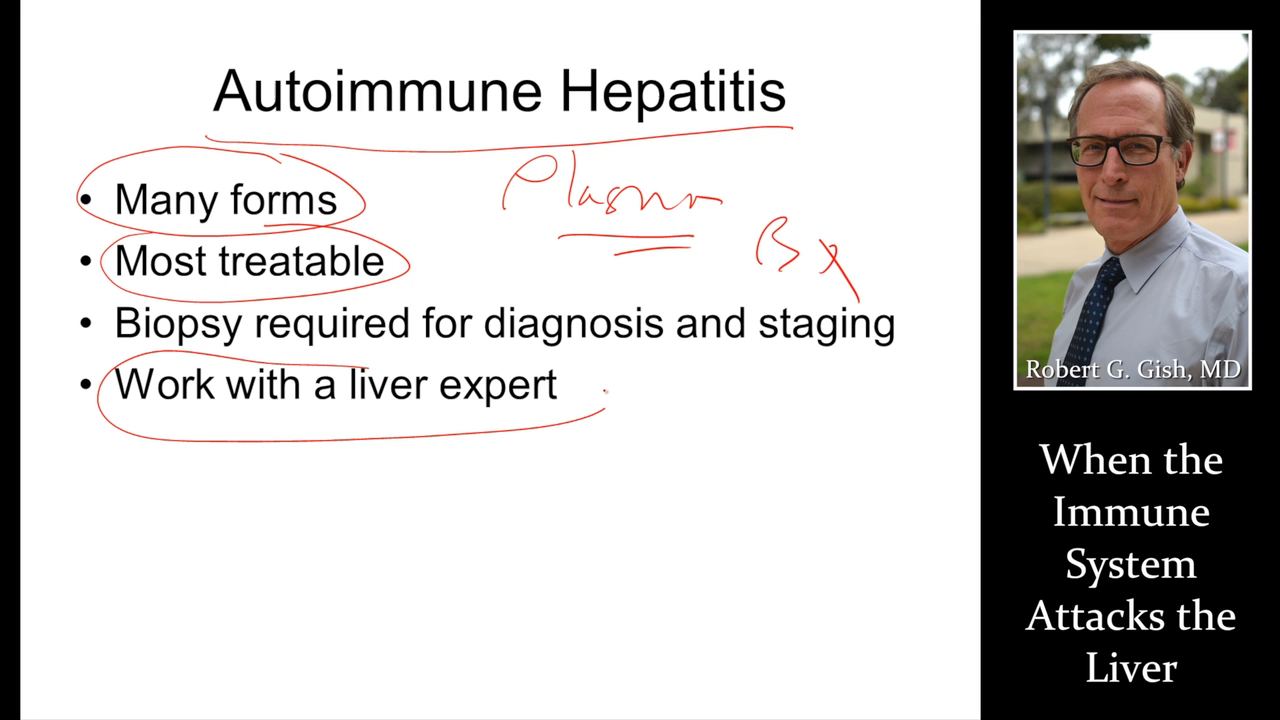 Autoimmune Hepatitis
• Many forms
Plasma
Bx
• Most treatable
• Biopsy required for diagnosis and staging
• Work with a liver expert
Robert G. Gish, MD
When the
Immune
System
Attacks the
Liver